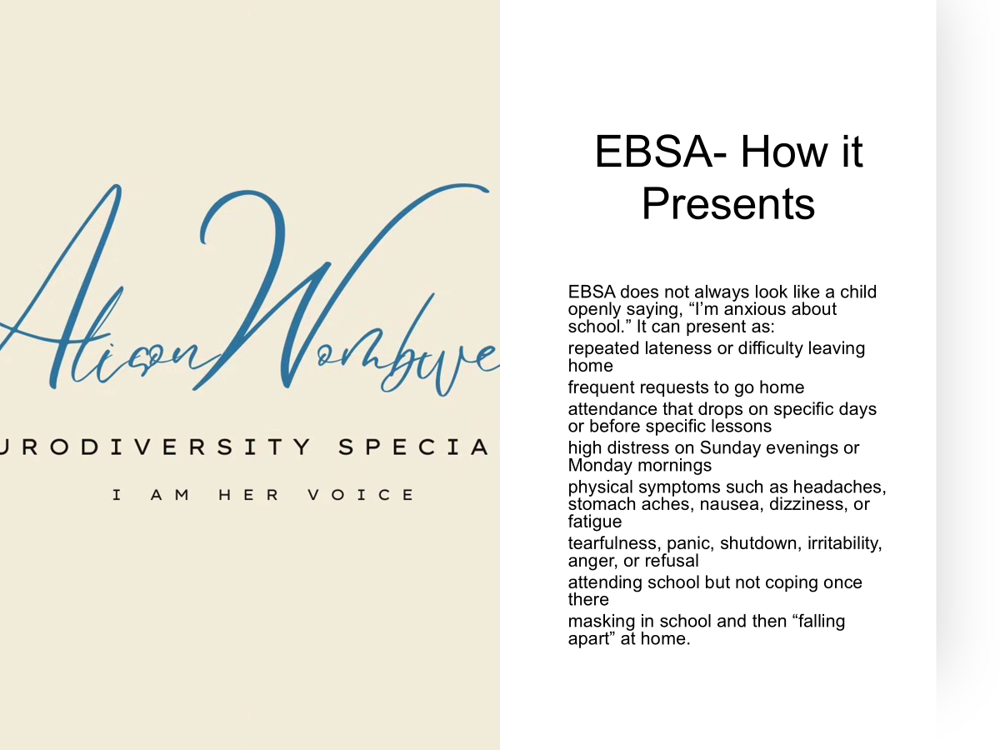 Alison Wombwe
URODIVERSITY SPECIA
I AM HER VOICE
EBSA- How it
Presents
EBSA does not always look like a child
openly saying, “I’m anxious about
school.” It can present as:
repeated lateness or difficulty leaving
home
frequent requests to go home
attendance that drops on specific days
or before specific lessons
high distress on Sunday evenings or
Monday mornings
physical symptoms such as headaches,
stomach aches, nausea, dizziness, or
fatigue
tearfulness, panic, shutdown, irritability,
anger, or refusal
attending school but not coping once
there
masking in school and then “falling
apart” at home.